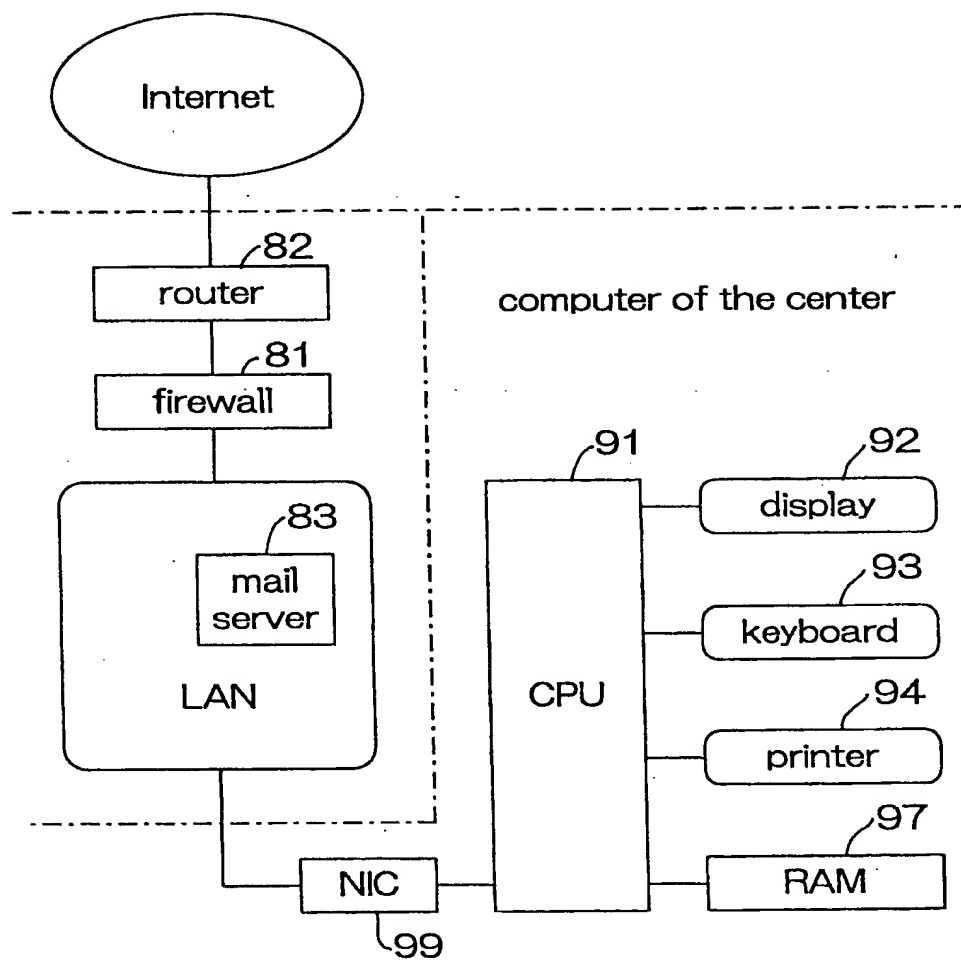 Internet
82
router
computer of the center
81
firewall
91
92
display
83
mail
server
93
keyboard
LAN
CPU
94
printer
97
NIC
RAM
99